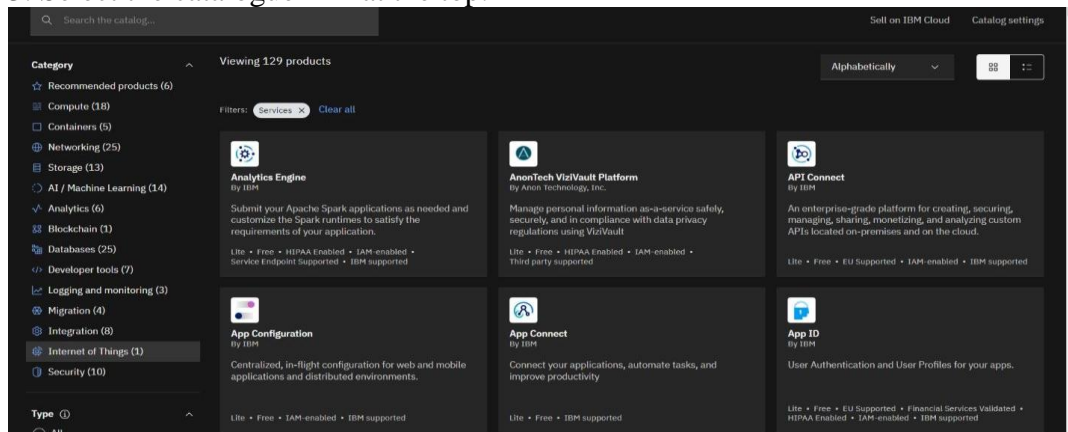 Search the catalog...
Sell on IBM Cloud
Catalog settings
Category
Recommended products (6)
Compute (18)
Containers (5)
Networking (25)
Storage (13)
AI / Machine Learning (14)
Analytics (6)
Blockchain (1)
Databases (25)
Developer tools (7)
Logging and monitoring (3)
Migration (4)
Integration (8)
Internet of Things (1)
Security (10)
Type
Viewing 129 products
Alphabetically
Filters: Services × Clear all
Analytics Engine
By IBM
Submit your Apache Spark applications as needed and
customize the Spark runtimes to satisfy the
requirements of your application.
Lite • Free • HIPAA Enabled • IAM-enabled •
Service Endpoint Supported • IBM supported
AnonTech ViziVault Platform
By Anon Technology, Inc.
Manage personal information as-a-service safely,
securely, and in compliance with data privacy
regulations using ViziVault
Lite • Free • HIPAA Enabled • IAM-enabled •
Third party supported
API Connect
By IBM
An enterprise-grade platform for creating, securing,
managing, sharing, monetizing, and analyzing custom
APIs located on-premises and on the cloud.
Lite • Free • EU Supported • IAM-enabled • IBM supported
App Configuration
By IBM
Centralized, in-flight configuration for web and mobile
applications and distributed environments.
Lite • Free • IAM-enabled • IBM supported
App Connect
By IBM
Connect your applications, automate tasks, and
improve productivity
Lite • Free • IBM supported
App ID
By IBM
User Authentication and User Profiles for your apps.
Lite • Free • EU Supported • Financial Services Validated •
HIPAA Enabled • IAM-enabled • IBM supported